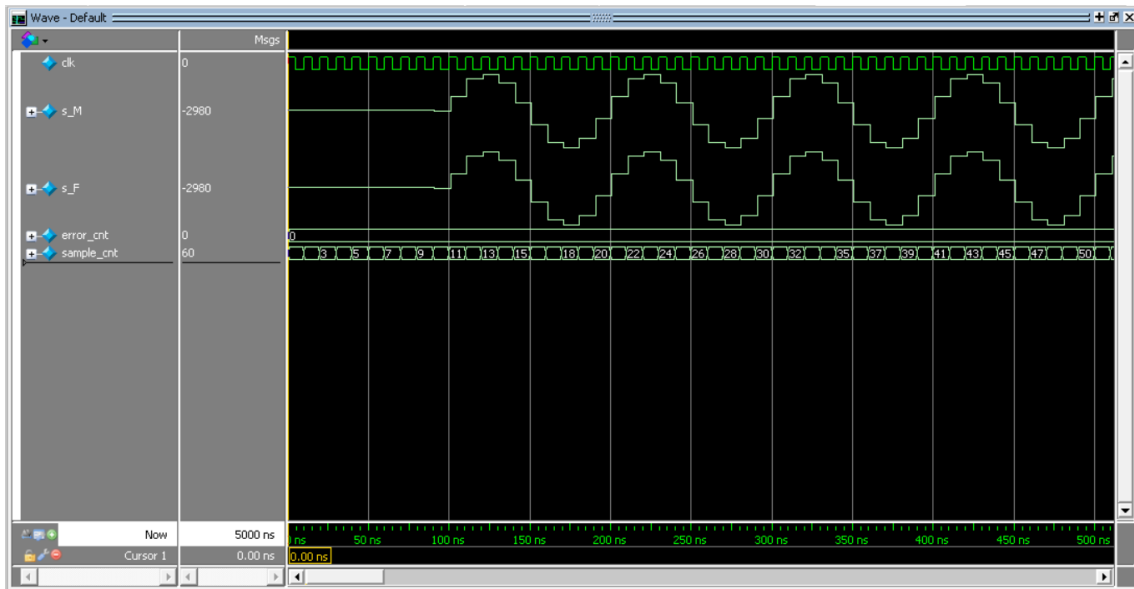 Wave - Default
Msgs
clk 0
s_M -2980
s_F -2980
error_cnt 0 0
sample_cnt 60 3 5 7 9 11 13 15 18 20 22 24 26 28 30 32 35 37 39 41 43 45 47 50
Now 5000 ns ns 50 ns 100 ns 150 ns 200 ns 250 ns 300 ns 350 ns 400 ns 450 ns 500 ns
Cursor 1 0.00 ns 0.00 ns